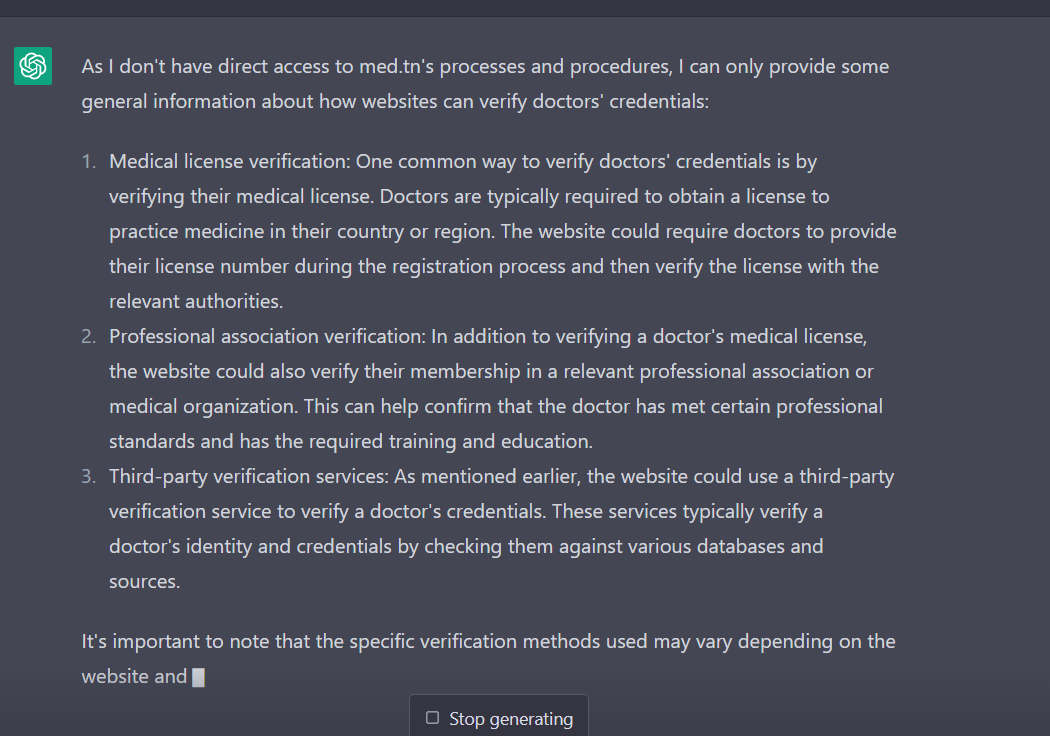 As I don't have direct access to med.tn's processes and procedures, I can only provide some
general information about how websites can verify doctors' credentials:
1. Medical license verification: One common way to verify doctors' credentials is by
verifying their medical license. Doctors are typically required to obtain a license to
practice medicine in their country or region. The website could require doctors to provide
their license number during the registration process and then verify the license with the
relevant authorities.
2. Professional association verification: In addition to verifying a doctor's medical license,
the website could also verify their membership in a relevant professional association or
medical organization. This can help confirm that the doctor has met certain professional
standards and has the required training and education.
3. Third-party verification services: As mentioned earlier, the website could use a third-party
verification service to verify a doctor's credentials. These services typically verify a
doctor's identity and credentials by checking them against various databases and
sources.
It's important to note that the specific verification methods used may vary depending on the
website and
Stop generating